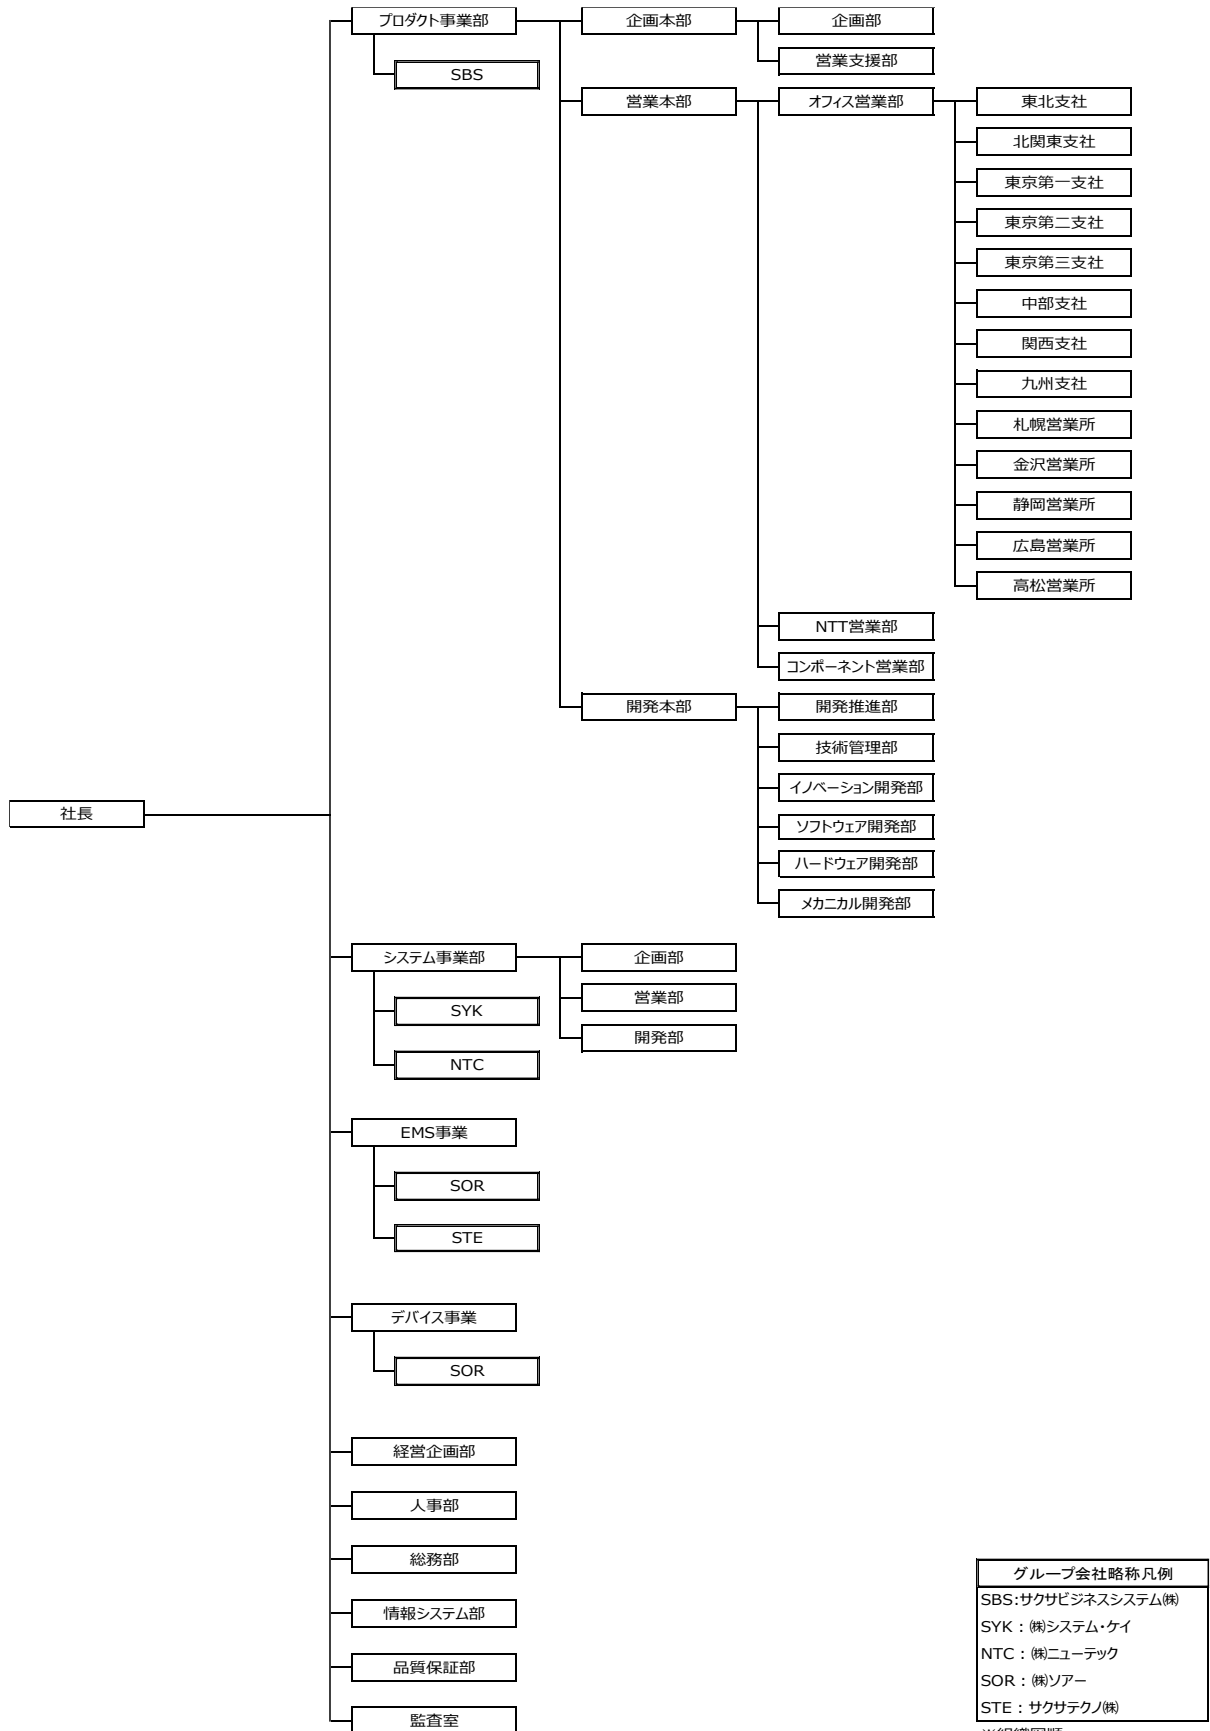 プロダクト事業部
企画本部
企画部
営業支援部
SBS
営業本部
オフィス営業部
東北支社
北関東支社
東京第一支社
東京第二支社
東京第三支社
中部支社
関西支社
九州支社
札幌営業所
金沢営業所
静岡営業所
広島営業所
高松営業所
NTT営業部
コンポーネント営業部
開発本部
開発推進部
技術管理部
イノベーション開発部
ソフトウェア開発部
ハードウェア開発部
メカニカル開発部
社長
システム事業部
企画部
営業部
開発部
SYK
NTC
EMS事業
SOR
STE
デバイス事業
SOR
経営企画部
人事部
総務部
情報システム部
品質保証部
監査室
グループ会社略称凡例
SBS:サクサビジネスシステム㈱
SYK：㈱システム・ケイ
NTC：㈱ニューテック
SOR：㈱ソアー
STE：サクサテクノ㈱